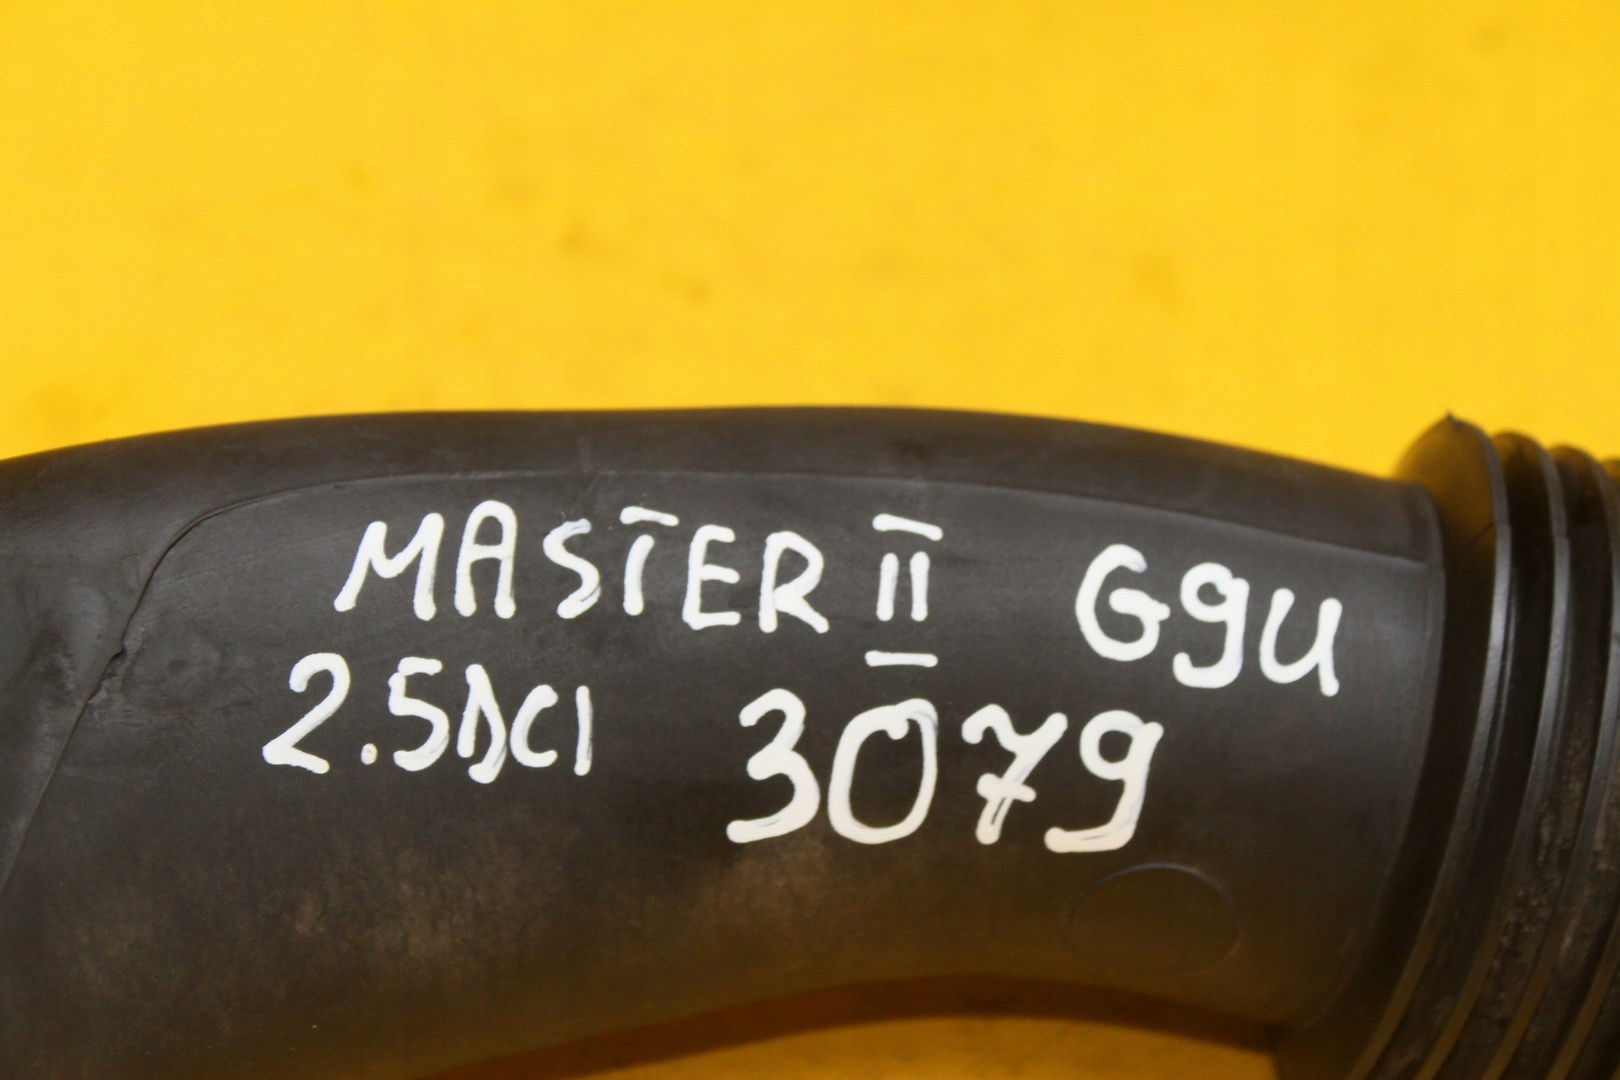 MASTER II G9U
2.5DCI 3079